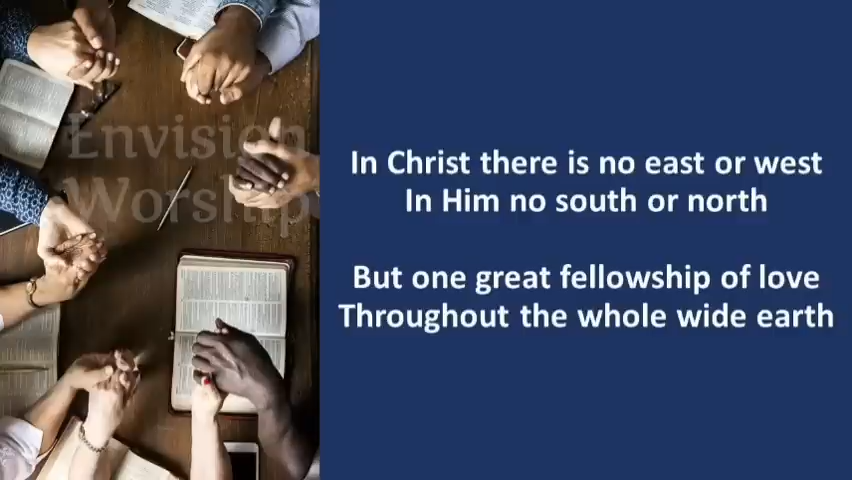 Envision
Worship
In Christ there is no east or west
In Him no south or north
But one great fellowship of love
Throughout the whole wide earth